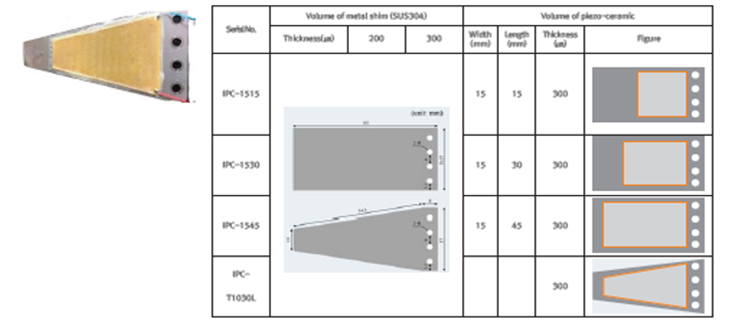 Serial No.
Volume of metal shim (SUS304)
Volume of piezo-ceramic
Thickness(㎛)
200
300
Width
(mm)
Length
(mm)
Thickness
(㎛)
Figure
IPC-1515
15
15
300
(unit: mm)
IPC-1530
15
30
300
IPC-1545
15
45
300
IPC-
T1030L
300